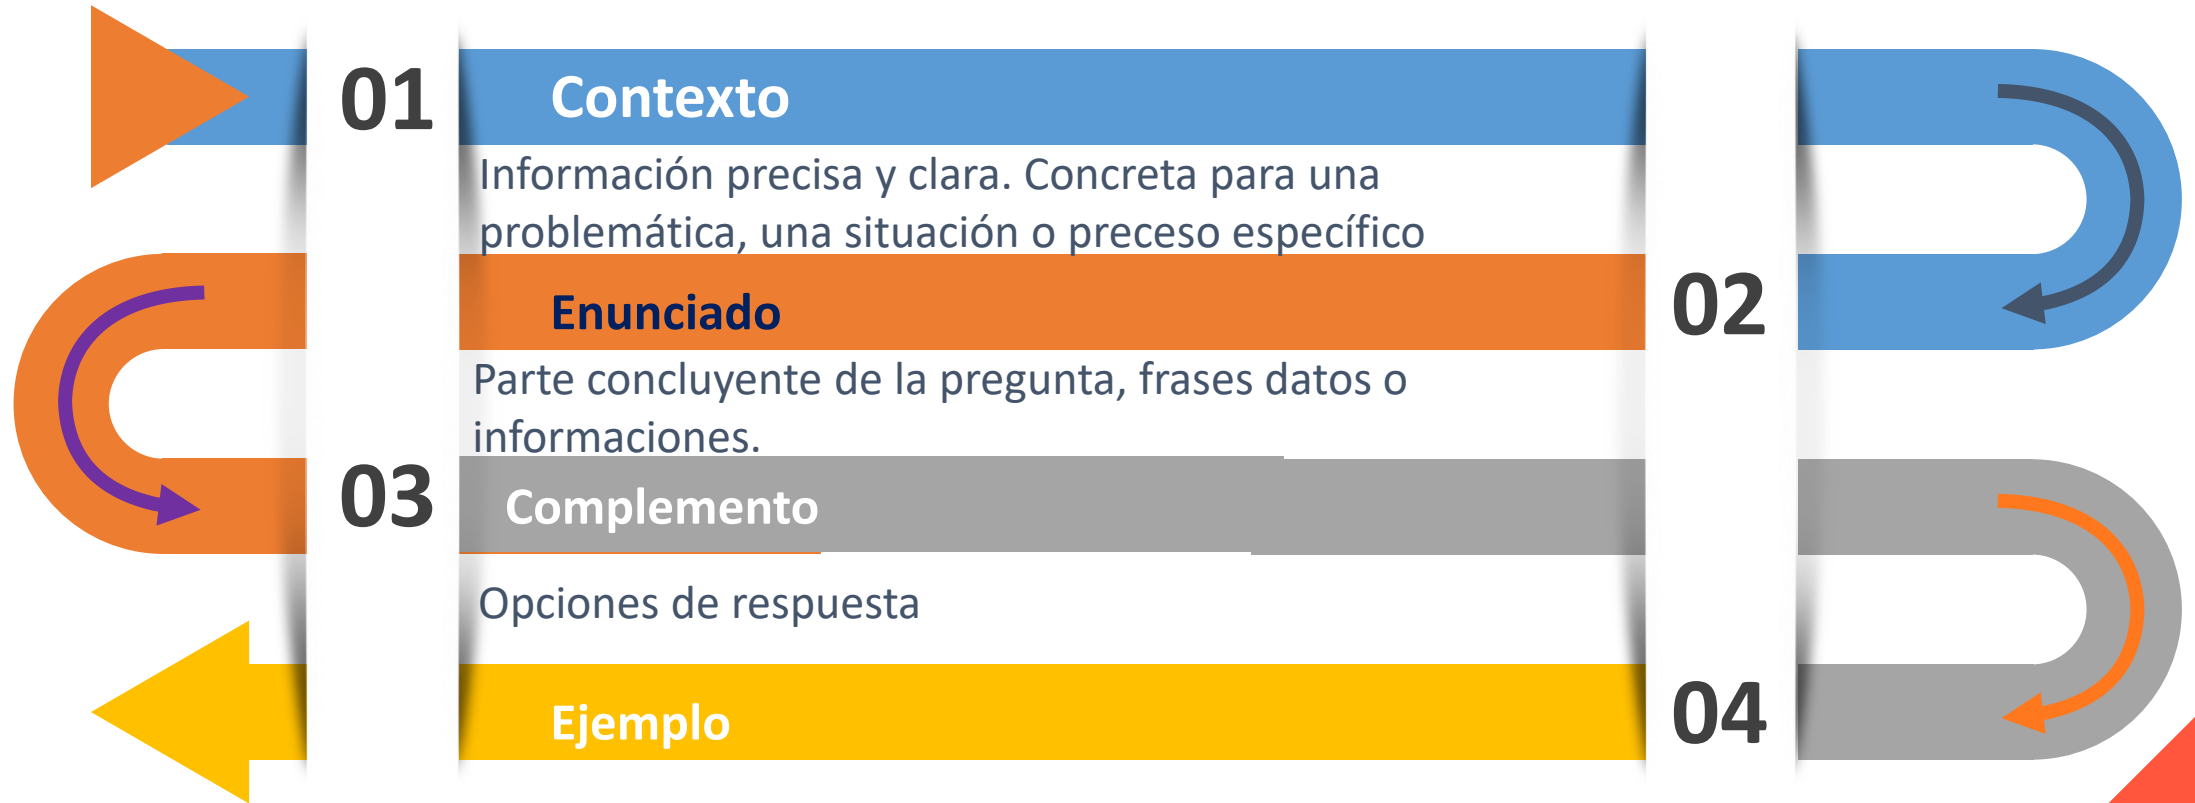 01 Contexto
Información precisa y clara. Concreta para una
problemática, una situación o preceso específico
Enunciado 02
Parte concluyente de la pregunta, frases datos o
informaciones.
03 Complemento
Opciones de respuesta
Ejemplo 04